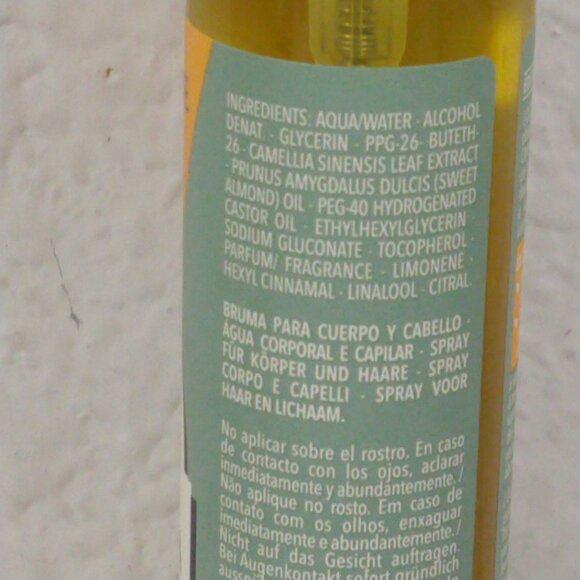 INGREDIENTS: AQUA/WATER · ALCOHOL
DENAT. · GLYCERIN · PPG-26- BUTETH-
26 · CAMELLIA SINENSIS LEAF EXTRACT
· PRUNUS AMYGDALUS DULCIS (SWEET
ALMOND) OIL · PEG-40 HYDROGENATED
CASTOR OIL · ETHYLHEXYLGLYCERIN ·
SODIUM GLUCONATE · TOCOPHEROL ·
PARFUM/ FRAGRANCE · LIMONENE ·
HEXYL CINNAMAL · LINALOOL · CITRAL.
BRUMA PARA CUERPO Y CABELLO ·
ÁGUA CORPORAL E CAPILAR · SPRAY
FÜR KÖRPER UND HAARE · SPRAY
CORPO E CAPELLI · SPRAY VOOR
HAAR EN LICHAAM.
No aplicar sobre el rostro. En caso
de contacto con los ojos, aclarar
inmediatamente y abundantemente. /
Não aplique no rosto. Em caso de
contato com os olhos, enxaguar
imediatamente e abundantemente. /
Nicht auf das Gesicht auftragen.
Bei Augenkontakt sofort gründlich